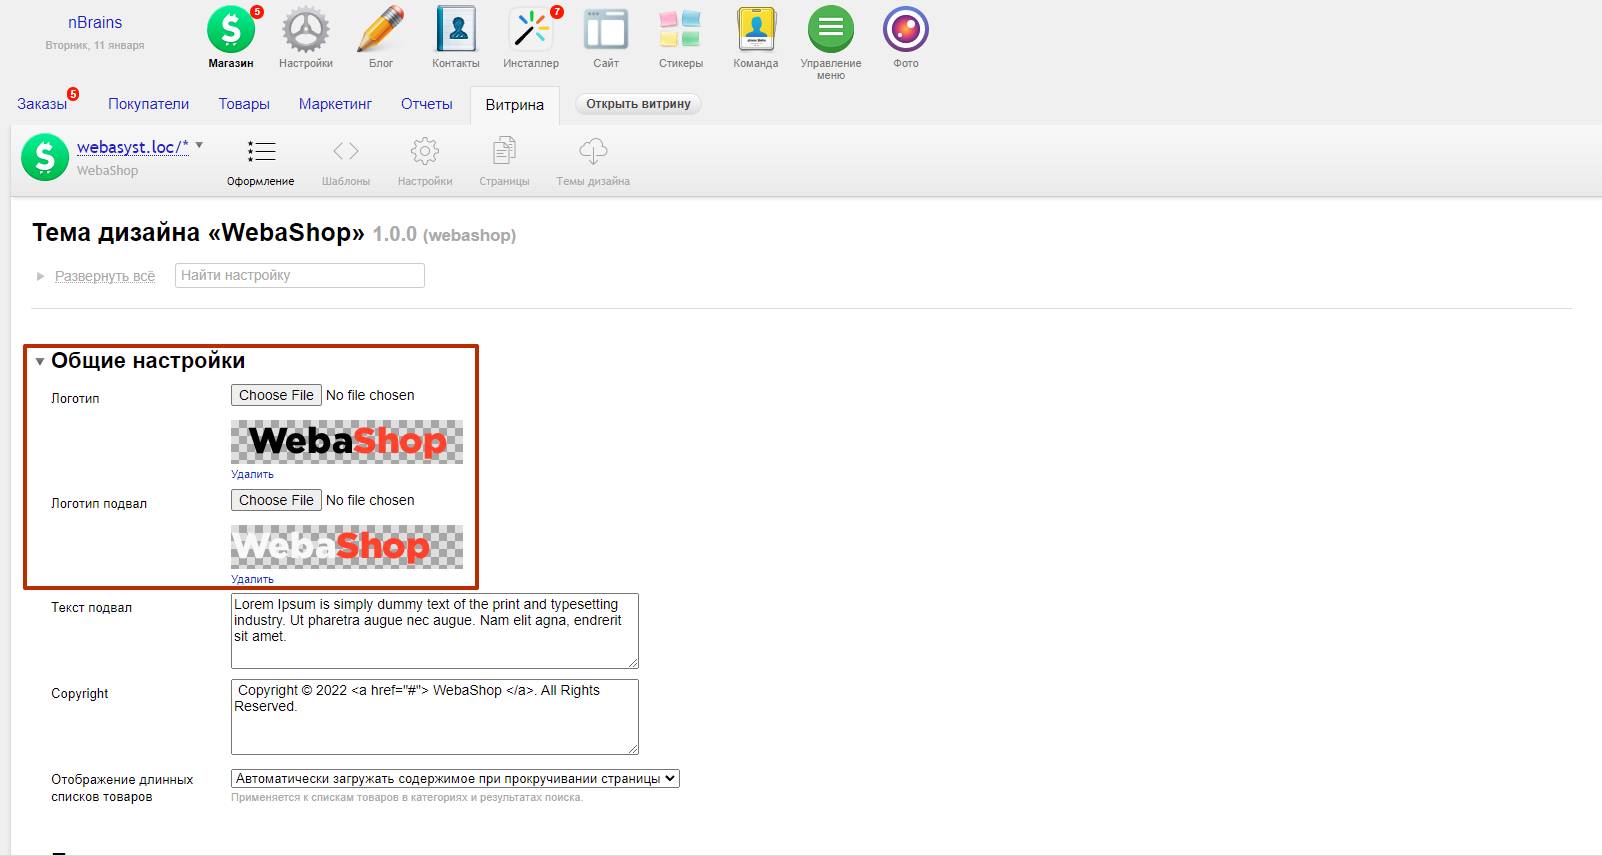 nBrains
Вторник, 11 января
5
7
Магазин
Настройки
Блог
Контакты
Инсталлер
Сайт
Стикеры
Команда
Управление меню
Фото
Заказы 5
Покупатели
Товары
Маркетинг
Отчеты
Витрина
Открыть витрину
webasyst.loc/*
WebaShop
Оформление
Шаблоны
Настройки
Страницы
Темы дизайна
Тема дизайна «WebaShop» 1.0.0 (webashop)
Развернуть всё
Найти настройку
Общие настройки
Логотип
Choose File No file chosen
WebaShop
Удалить
Логотип подвал
Choose File No file chosen
WebaShop
Удалить
Текст подвал
Lorem Ipsum is simply dummy text of the print and typesetting
industry. Ut pharetra augue nec augue. Nam elit agna, endrerit
sit amet.
Copyright
Copyright © 2022 <a href="#"> WebaShop </a>. All Rights
Reserved.
Отображение длинных
списков товаров
Автоматически загружать содержимое при прокручивании страницы
Применяется к спискам товаров в категориях и результатах поиска.